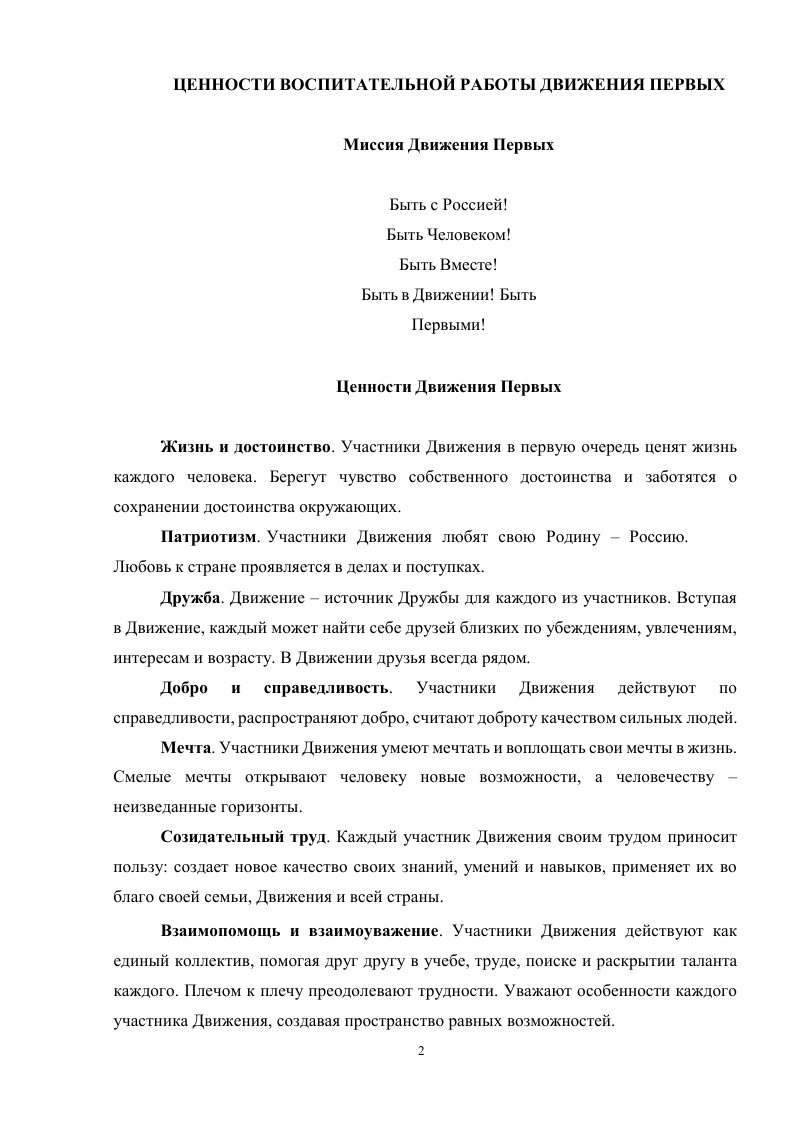 ЦЕННОСТИ ВОСПИТАТЕЛЬНОЙ РАБОТЫ ДВИЖЕНИЯ ПЕРВЫХ
Миссия Движения Первых
Быть с Россией!
Быть Человеком!
Быть Вместе!
Быть в Движении! Быть
Первыми!
Ценности Движения Первых
Жизнь и достоинство. Участники Движения в первую очередь ценят жизнь
каждого человека. Берегут чувство собственного достоинства и заботятся о
сохранении достоинства окружающих.
Патриотизм. Участники Движения любят свою Родину – Россию.
Любовь к стране проявляется в делах и поступках.
Дружба. Движение – источник Дружбы для каждого из участников. Вступая
в Движение, каждый может найти себе друзей близких по убеждениям, увлечениям,
интересам и возрасту. В Движении друзья всегда рядом.
Добро и справедливость. Участники Движения действуют по
справедливости, распространяют добро, считают доброту качеством сильных людей.
Мечта. Участники Движения умеют мечтать и воплощать свои мечты в жизнь.
Смелые мечты открывают человеку новые возможности, а человечеству –
неизведанные горизонты.
Созидательный труд. Каждый участник Движения своим трудом приносит
пользу: создает новое качество своих знаний, умений и навыков, применяет их во
благо своей семьи, Движения и всей страны.
Взаимопомощь и взаимоуважение. Участники Движения действуют как
единый коллектив, помогая друг другу в учебе, труде, поиске и раскрытии таланта
каждого. Плечом к плечу преодолевают трудности. Уважают особенности каждого
участника Движения, создавая пространство равных возможностей.
2